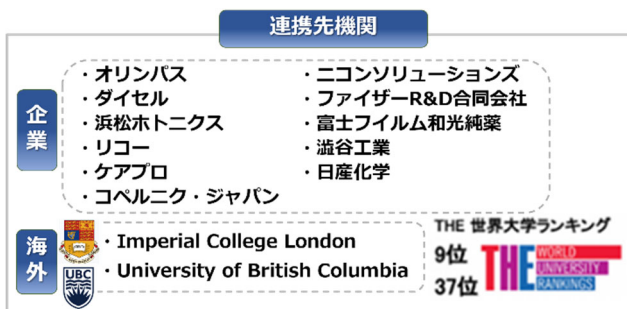 連携先機関
企業
・オリンパス
・ダイセル
・浜松ホトニクス
・リコー
・ケアプロ
・コペルニク・ジャパン
・ニコンソリューションズ
・ファイザーR&D合同会社
・富士フイルム和光純薬
・澁谷工業
・日産化学
海外
UBC
・Imperial College London
・University of British Columbia
THE 世界大学ランキング
9位
37位
THE WORLD
UNIVERSITY
RANKINGS